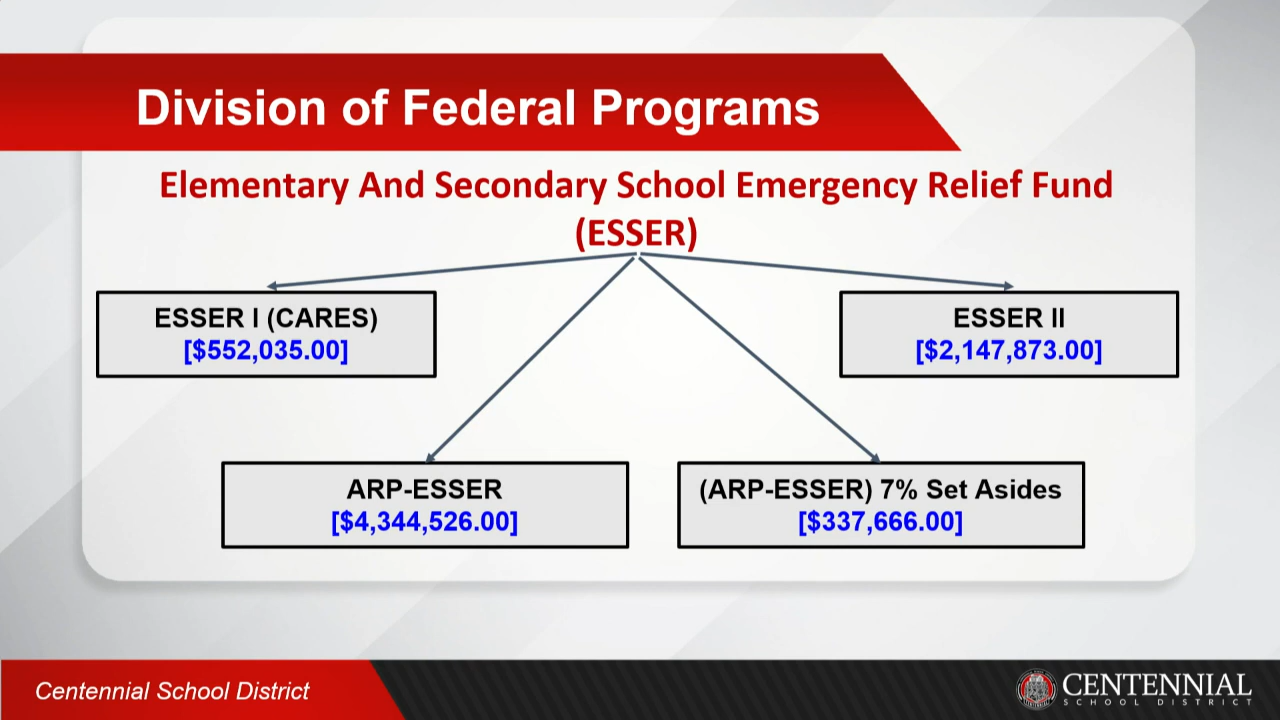 Division of Federal Programs
Elementary And Secondary School Emergency Relief Fund
(ESSER)
ESSER I (CARES)
[$552,035.00]
ESSER II
[$2,147,873.00]
ARP-ESSER
[$4,344,526.00]
(ARP-ESSER) 7% Set Asides
[$337,666.00]
Centennial School District
CENTENNIAL
SCHOOL DISTRICT